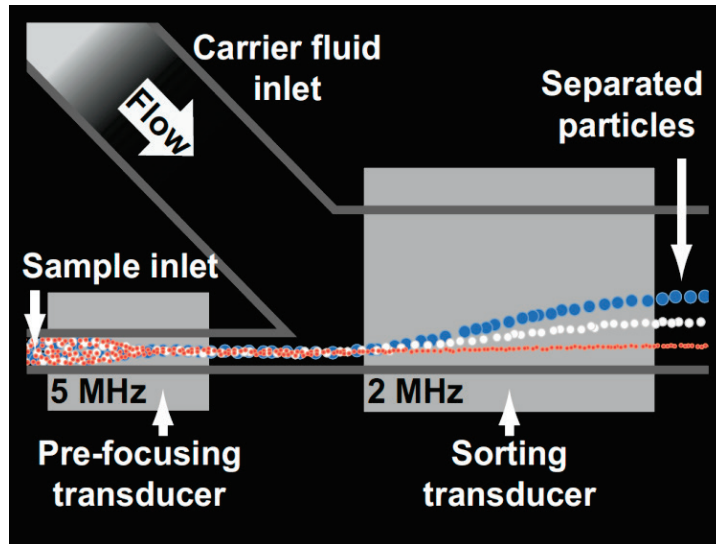 Carrier fluid
inlet
Flow
Separated
particles
Sample inlet
5 MHz
2 MHz
Pre-focusing
transducer
Sorting
transducer